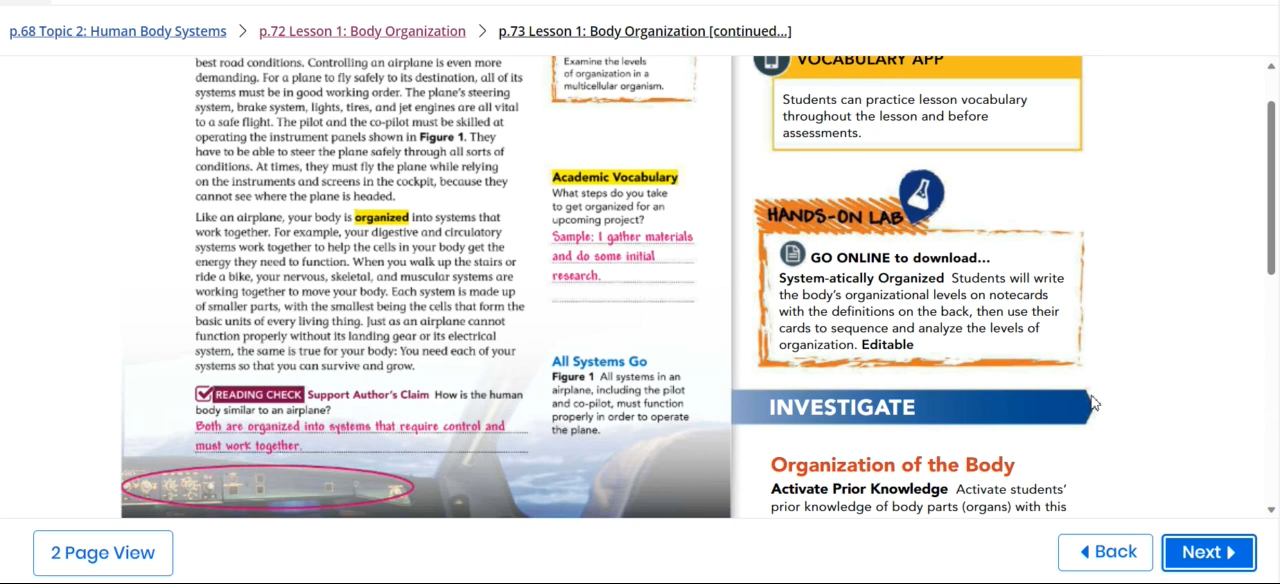 p.68 Topic 2: Human Body Systems > p.72 Lesson 1: Body Organization > p.73 Lesson 1: Body Organization [continued...]
best road conditions. Controlling an airplane is even more
demanding. For a plane to fly safely to its destination, all of its
systems must be in good working order. The plane's steering
system, brake system, lights, tires, and jet engines are all vital
to a safe flight. The pilot and the co-pilot must be skilled at
operating the instrument panels shown in Figure 1. They
have to be able to steer the plane safely through all sorts of
conditions. At times, they must fly the plane while relying
on the instruments and screens in the cockpit, because they
cannot see where the plane is headed.
Like an airplane, your body is organized into systems that
work together. For example, your digestive and circulatory
systems work together to help the cells in your body get the
energy they need to function. When you walk up the stairs or
ride a bike, your nervous, skeletal, and muscular systems are
working together to move your body. Each system is made up
of smaller parts, with the smallest being the cells that form the
basic units of every living thing. Just as an airplane cannot
function properly without its landing gear or its electrical
system, the same is true for your body: You need each of your
systems so that you can survive and grow.
READING CHECK Support Author's Claim How is the human
body similar to an airplane?
Both are organized into systems that require control and
must work together.
Examine the levels
of organization in a
multicellular organism.
Academic Vocabulary
What steps do you take
to get organized for an
upcoming project?
Sample: I gather materials
and do some initial
research.
All Systems Go
Figure 1 All systems in an
airplane, including the pilot
and co-pilot, must function
properly in order to operate
the plane.
VOCABULARY APP
Students can practice lesson vocabulary
throughout the lesson and before
assessments.
HANDS-ON LAB
GO ONLINE to download...
System-atically Organized Students will write
the body's organizational levels on notecards
with the definitions on the back, then use their
cards to sequence and analyze the levels of
organization. Editable
INVESTIGATE
Organization of the Body
Activate Prior Knowledge Activate students'
prior knowledge of body parts (organs) with this
2 Page View
Back
Next